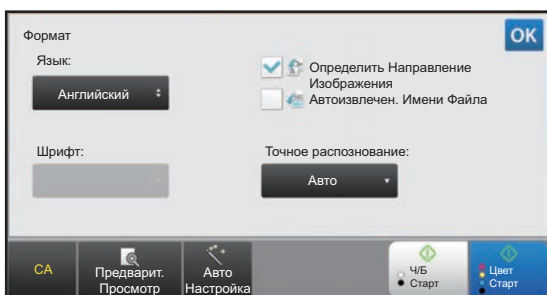 Формат
OK
Язык:
Английский
Определить Направление
Изображения
Автоизвлечен. Имени Файла
Шрифт:
Точное распознование:
Авто
CA
Предварит.
Просмотр
Авто
Настройка
Ч/Б
Старт
Цвет
Старт